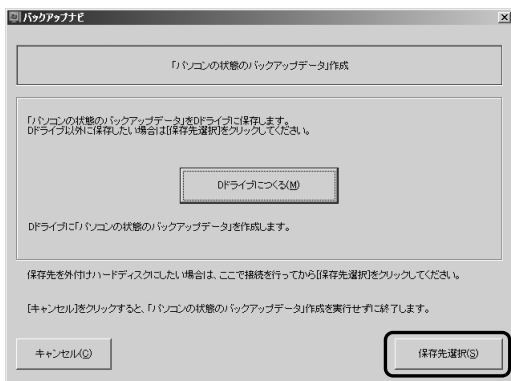 バックアップナビ
「パソコンの状態のバックアップデータ」作成
「パソコンの状態のバックアップデータ」をDドライブに保存します。
Dドライブ以外に保存したい場合は[保存先選択]をクリックしてください。
Dドライブにつくる(M)
Dドライブに「パソコンの状態のバックアップデータ」を作成します。
保存先を外付けハードディスクにしたい場合は、ここで接続を行ってから[保存先選択]をクリックしてください。
[キャンセル]をクリックすると、「パソコンの状態のバックアップデータ」作成を実行せずに終了します。
キャンセル(C)
保存先選択(S)